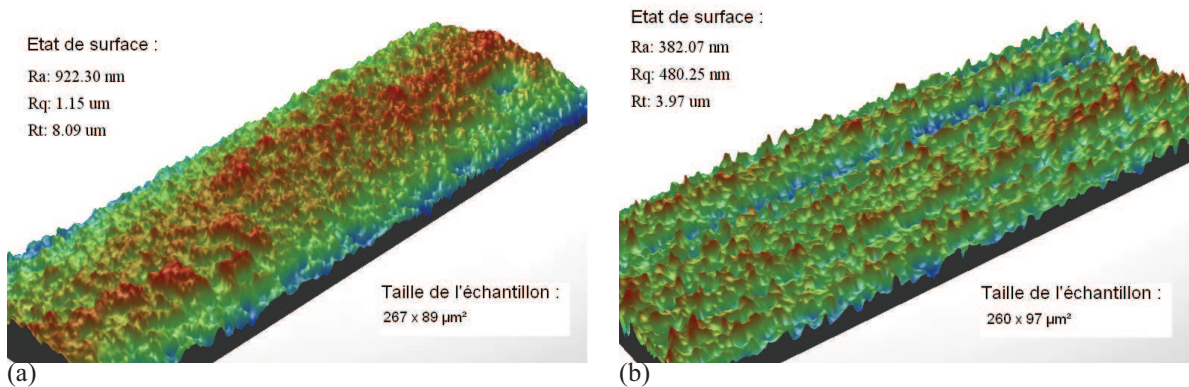 Etat de surface :
Ra: 922.30 nm
Rq: 1.15 um
Rt: 8.09 um
Taille de l'échantillon :
267 x 89 µm²
(a)
Etat de surface :
Ra: 382.07 nm
Rq: 480.25 nm
Rt: 3.97 um
Taille de l'échantillon :
260 x 97 µm²
(b)